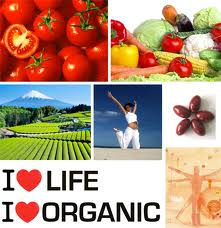 I ❤ LIFE
I ❤ ORGANIC